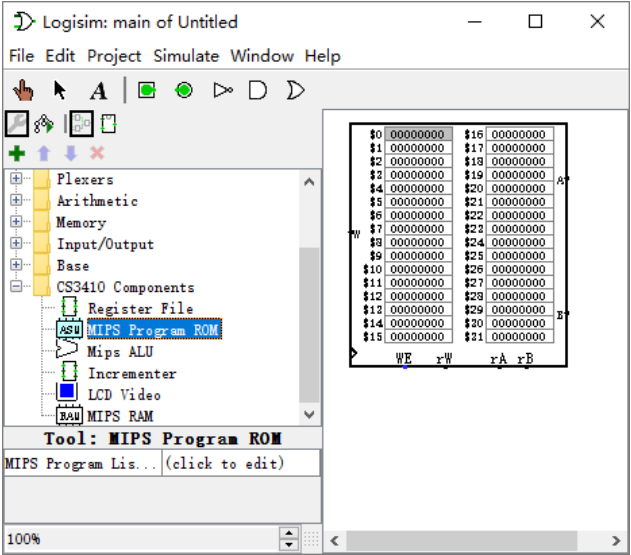 Logisim: main of Untitled
File Edit Project Simulate Window Help
A
Plexers
Arithmetic
Memory
Input/Output
Base
CS3410 Components
Register File
ASM MIPS Program ROM
Mips ALU
Incrementer
LCD Video
RAM MIPS RAM
Tool: MIPS Program ROM
MIPS Program Lis... (click to edit)
100%
$0 00000000 $16 00000000
$1 00000000 $17 00000000
$2 00000000 $18 00000000
$3 00000000 $19 00000000
$4 00000000 $20 00000000
$5 00000000 $21 00000000
$6 00000000 $22 00000000
$7 00000000 $23 00000000
$8 00000000 $24 00000000
$9 00000000 $25 00000000
$10 00000000 $26 00000000
$11 00000000 $27 00000000
$12 00000000 $28 00000000
$13 00000000 $29 00000000
$14 00000000 $30 00000000
$15 00000000 $31 00000000
W
A
B
WE rW rA rB